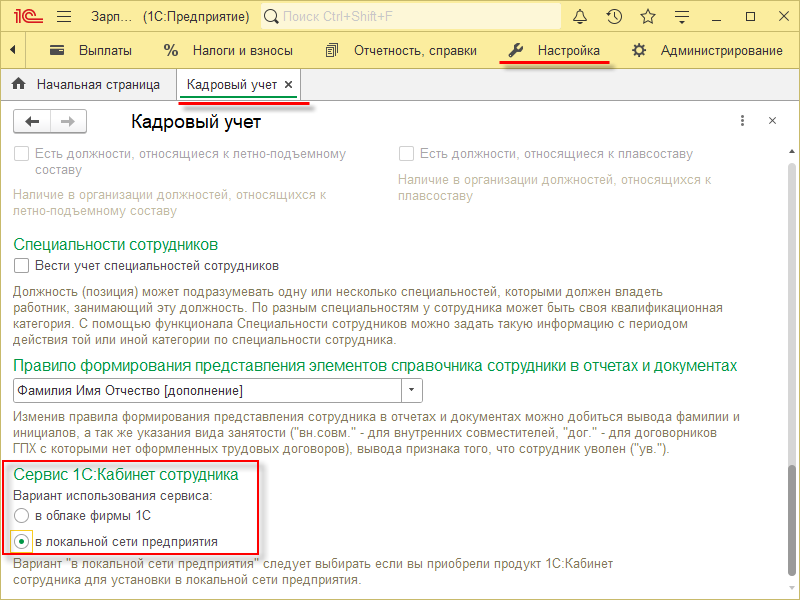 1С Зарп... (1С:Предприятие) Поиск Ctrl+Shift+F
Выплаты % Налоги и взносы Отчетность, справки Настройка Администрирование
Начальная страница Кадровый учет ×
Кадровый учет
Есть должности, относящиеся к летно-подъемному
составу
Наличие в организации должностей, относящихся к
летно-подъемному составу
Есть должности, относящиеся к плавсоставу
Наличие в организации должностей, относящихся к
плавсоставу
Специальности сотрудников
Вести учет специальностей сотрудников
Должность (позиция) может подразумевать одну или несколько специальностей, которыми должен владеть
работник, занимающий эту должность. По разным специальностям у сотрудника может быть своя квалификационная
категория. С помощью функционала Специальности сотрудников можно задать такую информацию с периодом
действия той или иной категории по специальности сотрудника.
Правило формирования представления элементов справочника сотрудники в отчетах и документах
Фамилия Имя Отчество [дополнение]
Изменив правила формирования представления сотрудника в отчетах и документах можно добиться вывода фамилии и
инициалов, а так же указания вида занятости ("вн.совм." - для внутренних совместителей, "дог." - для договорников
ГПХ с которыми нет оформленных трудовых договоров), вывода признака того, что сотрудник уволен ("ув.").
Сервис 1С:Кабинет сотрудника
Вариант использования сервиса:
в облаке фирмы 1С
в локальной сети предприятия
Вариант "в локальной сети предприятия" следует выбирать если вы приобрели продукт 1С:Кабинет
сотрудника для установки в локальной сети предприятия.